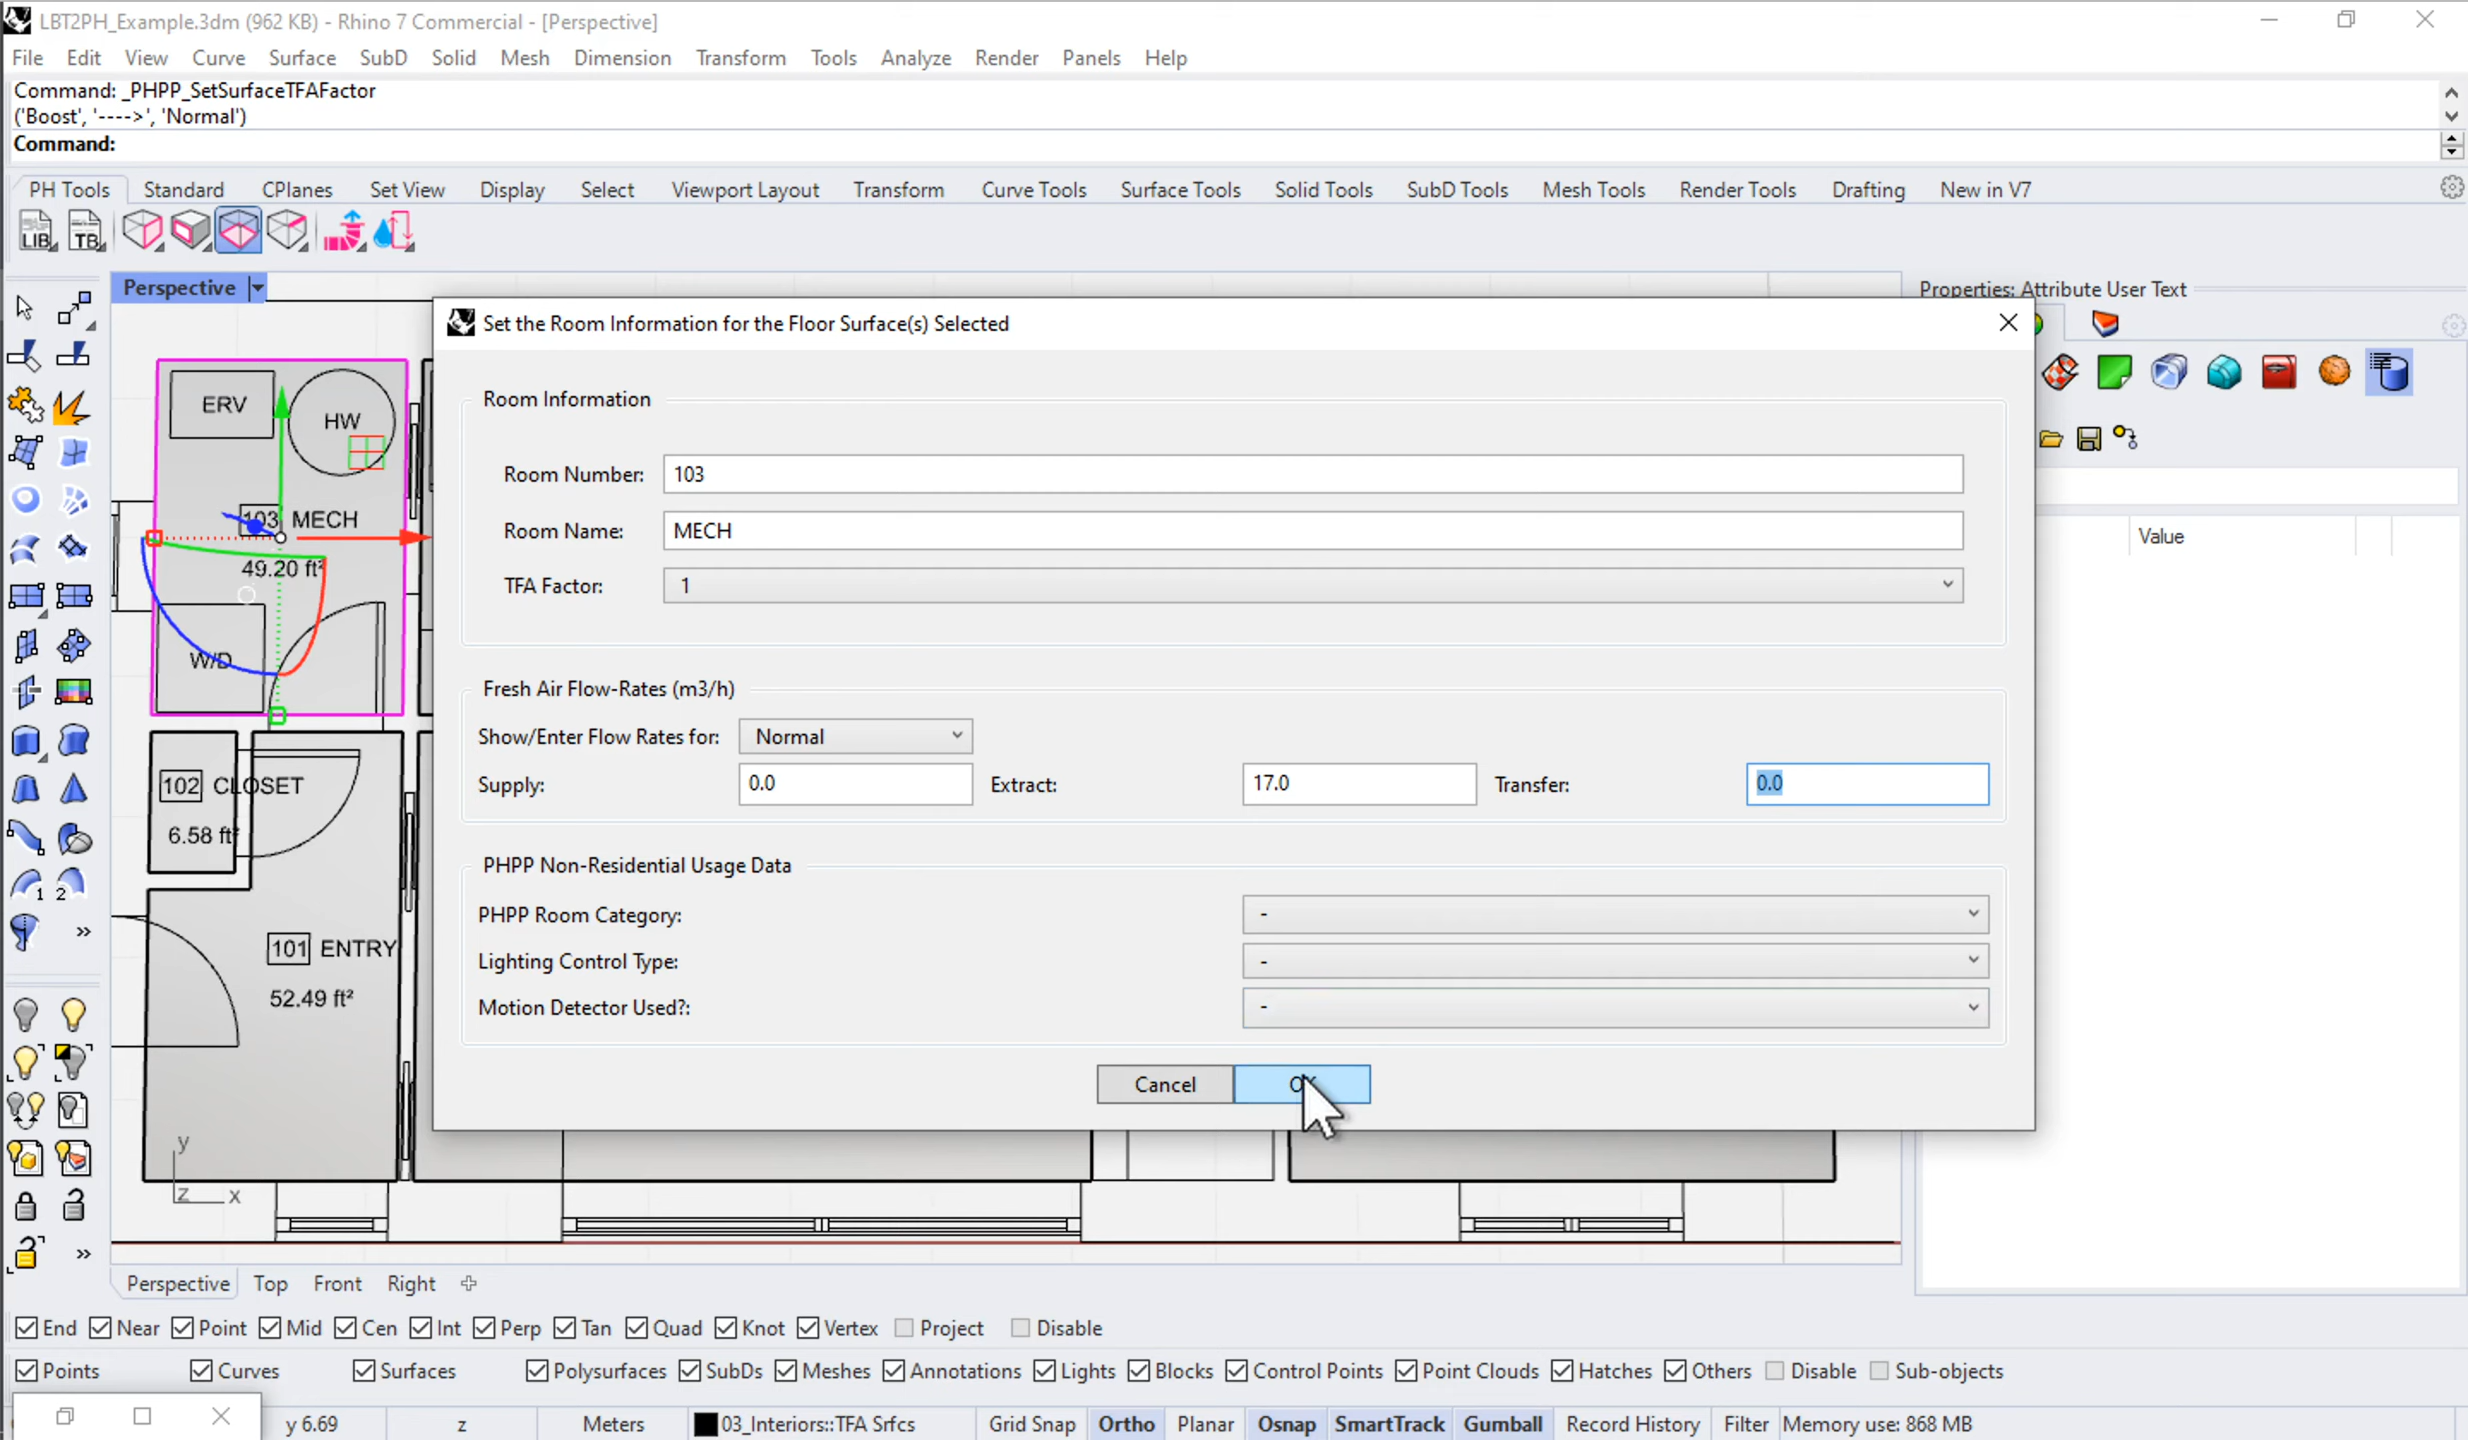 LBT2PH_Example.3dm (962 KB) - Rhino 7 Commercial - [Perspective]
File Edit View Curve Surface SubD Solid Mesh Dimension Transform Tools Analyze Render Panels Help
Command: _PHPP_SetSurfaceTFAFactor
('Boost', '---->', 'Normal')
Command:
PH Tools Standard CPlanes Set View Display Select Viewport Layout Transform Curve Tools Surface Tools Solid Tools SubD Tools Mesh Tools Render Tools Drafting New in V7
LIB TB
Perspective
Properties: Attribute User Text
Set the Room Information for the Floor Surface(s) Selected
Room Information
Room Number: 103
Room Name: MECH
TFA Factor: 1
Fresh Air Flow-Rates (m3/h)
Show/Enter Flow Rates for: Normal
Supply: 0.0 Extract: 17.0 Transfer: 0.0
PHPP Non-Residential Usage Data
PHPP Room Category: -
Lighting Control Type: -
Motion Detector Used?: -
Cancel OK
Value
ERV
HW
103 MECH
49.20 ft²
W/D
102 CLOSET
6.58 ft²
101 ENTRY
52.49 ft²
1 2
y
z x
Perspective Top Front Right
End Near Point Mid Cen Int Perp Tan Quad Knot Vertex Project Disable
Points Curves Surfaces Polysurfaces SubDs Meshes Annotations Lights Blocks Control Points Point Clouds Hatches Others Disable Sub-objects
y 6.69 z Meters 03_Interiors::TFA Srfcs Grid Snap Ortho Planar Osnap SmartTrack Gumball Record History Filter Memory use: 868 MB